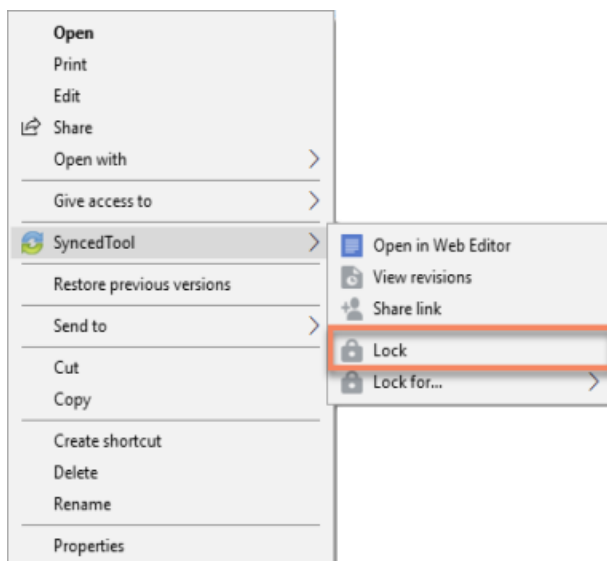 Open
Print
Edit
Share
Open with
Give access to
SyncedTool
Restore previous versions
Send to
Cut
Copy
Create shortcut
Delete
Rename
Properties
Open in Web Editor
View revisions
Share link
Lock
Lock for...